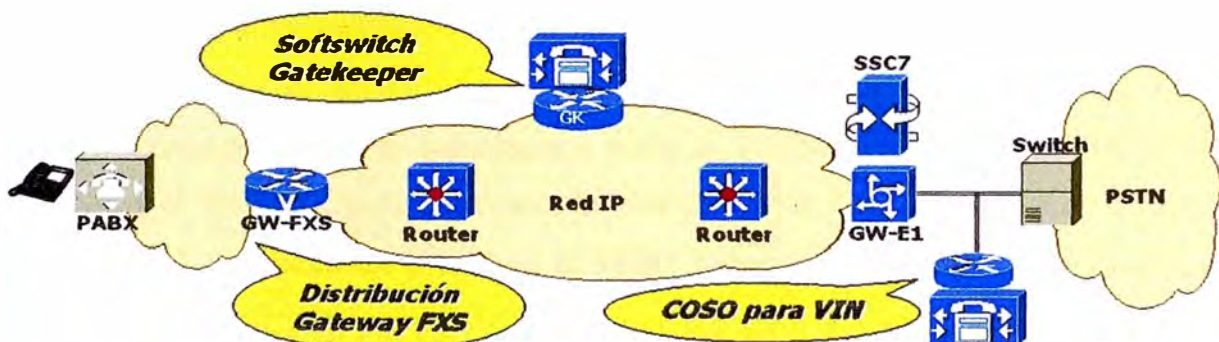 Softswitch
Gatekeeper
SSC7
GK
Switch
PABX
GW-FXS
V
Router
Red IP
Router
GW-E1
PSTN
Distribución
Gateway FXS
COSO para VIN